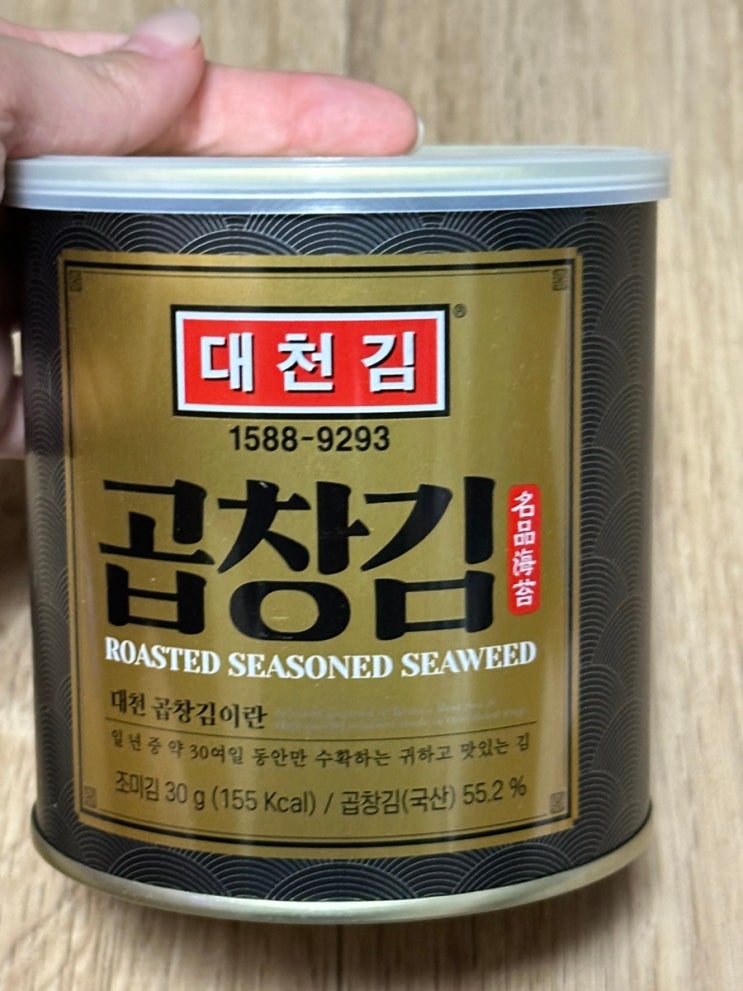 대천김®
1588-9293
곱창김
名品海苔
ROASTED SEASONED SEAWEED
대천 곱창김이란
일 년 중 약 30여일 동안만 수확하는 귀하고 맛있는 김
조미김 30 g (155 Kcal) / 곱창김(국산) 55.2 %